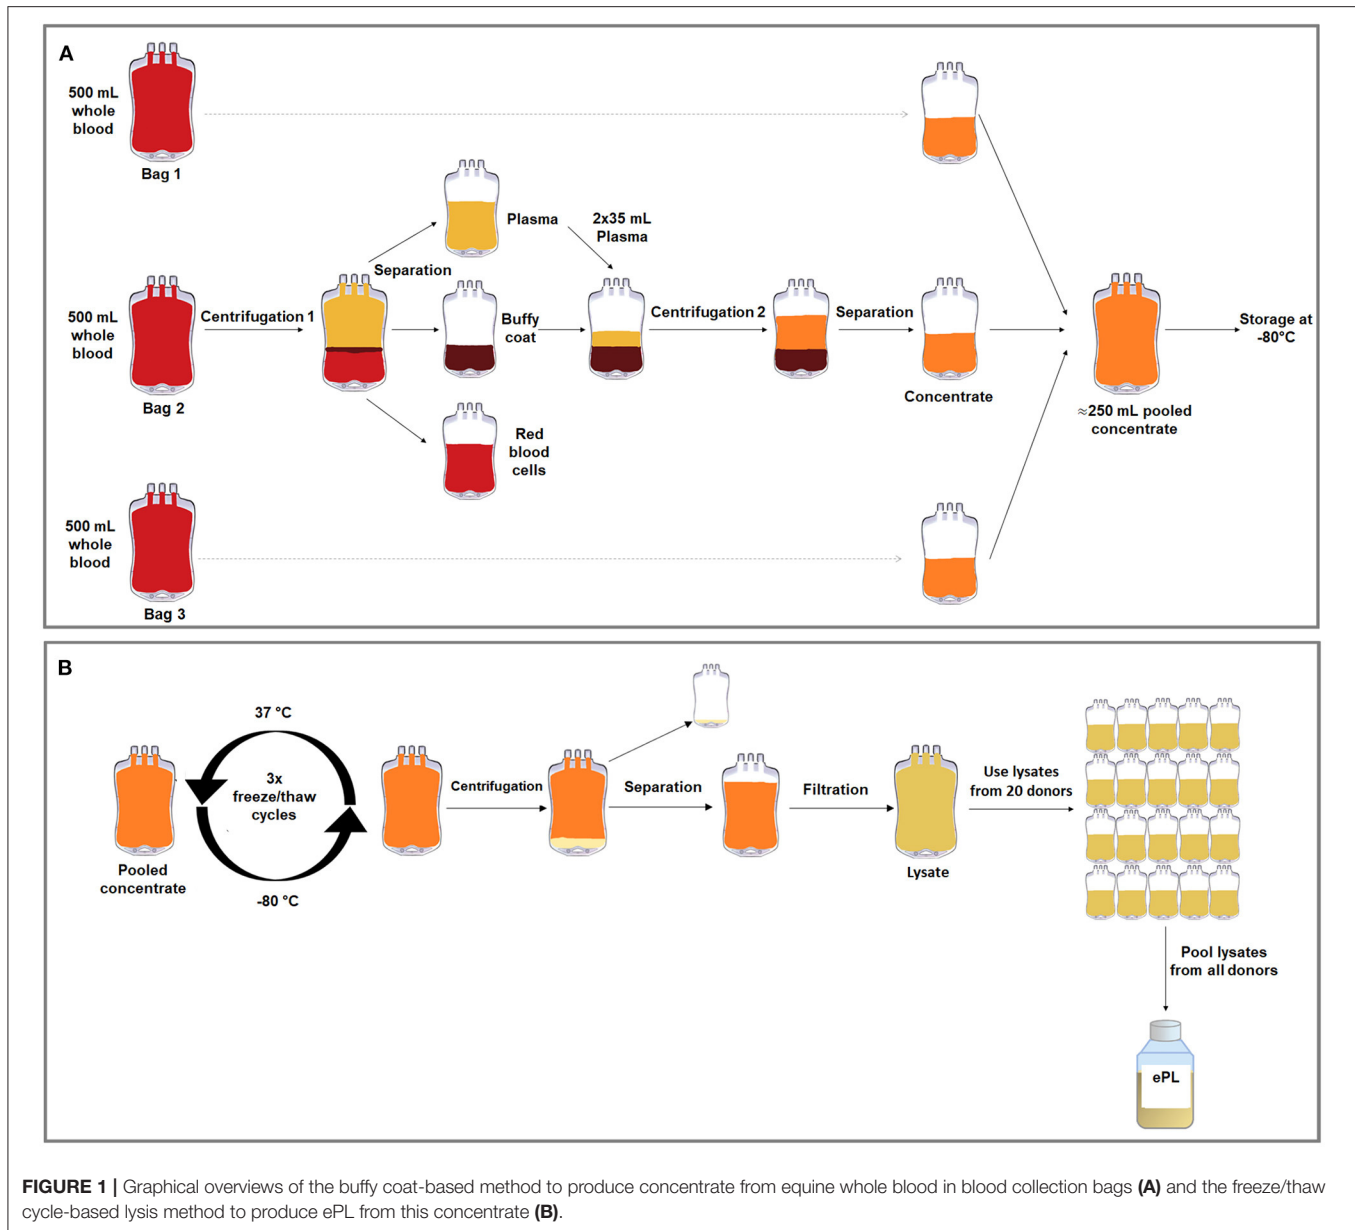 A
500 mL
whole
blood
Bag 1
Plasma
2x35 mL
Plasma
Separation
500 mL
whole
blood
Bag 2
Centrifugation 1
Buffy
coat
Centrifugation 2
Separation
Concentrate
≈250 mL pooled
concentrate
Storage at
-80°C
Red
blood
cells
500 mL
whole
blood
Bag 3
B
37 °C
3x
freeze/thaw
cycles
-80 °C
Pooled
concentrate
Centrifugation
Separation
Filtration
Lysate
Use lysates
from 20 donors
Pool lysates
from all donors
ePL
FIGURE 1 | Graphical overviews of the buffy coat-based method to produce concentrate from equine whole blood in blood collection bags (A) and the freeze/thaw
cycle-based lysis method to produce ePL from this concentrate (B).